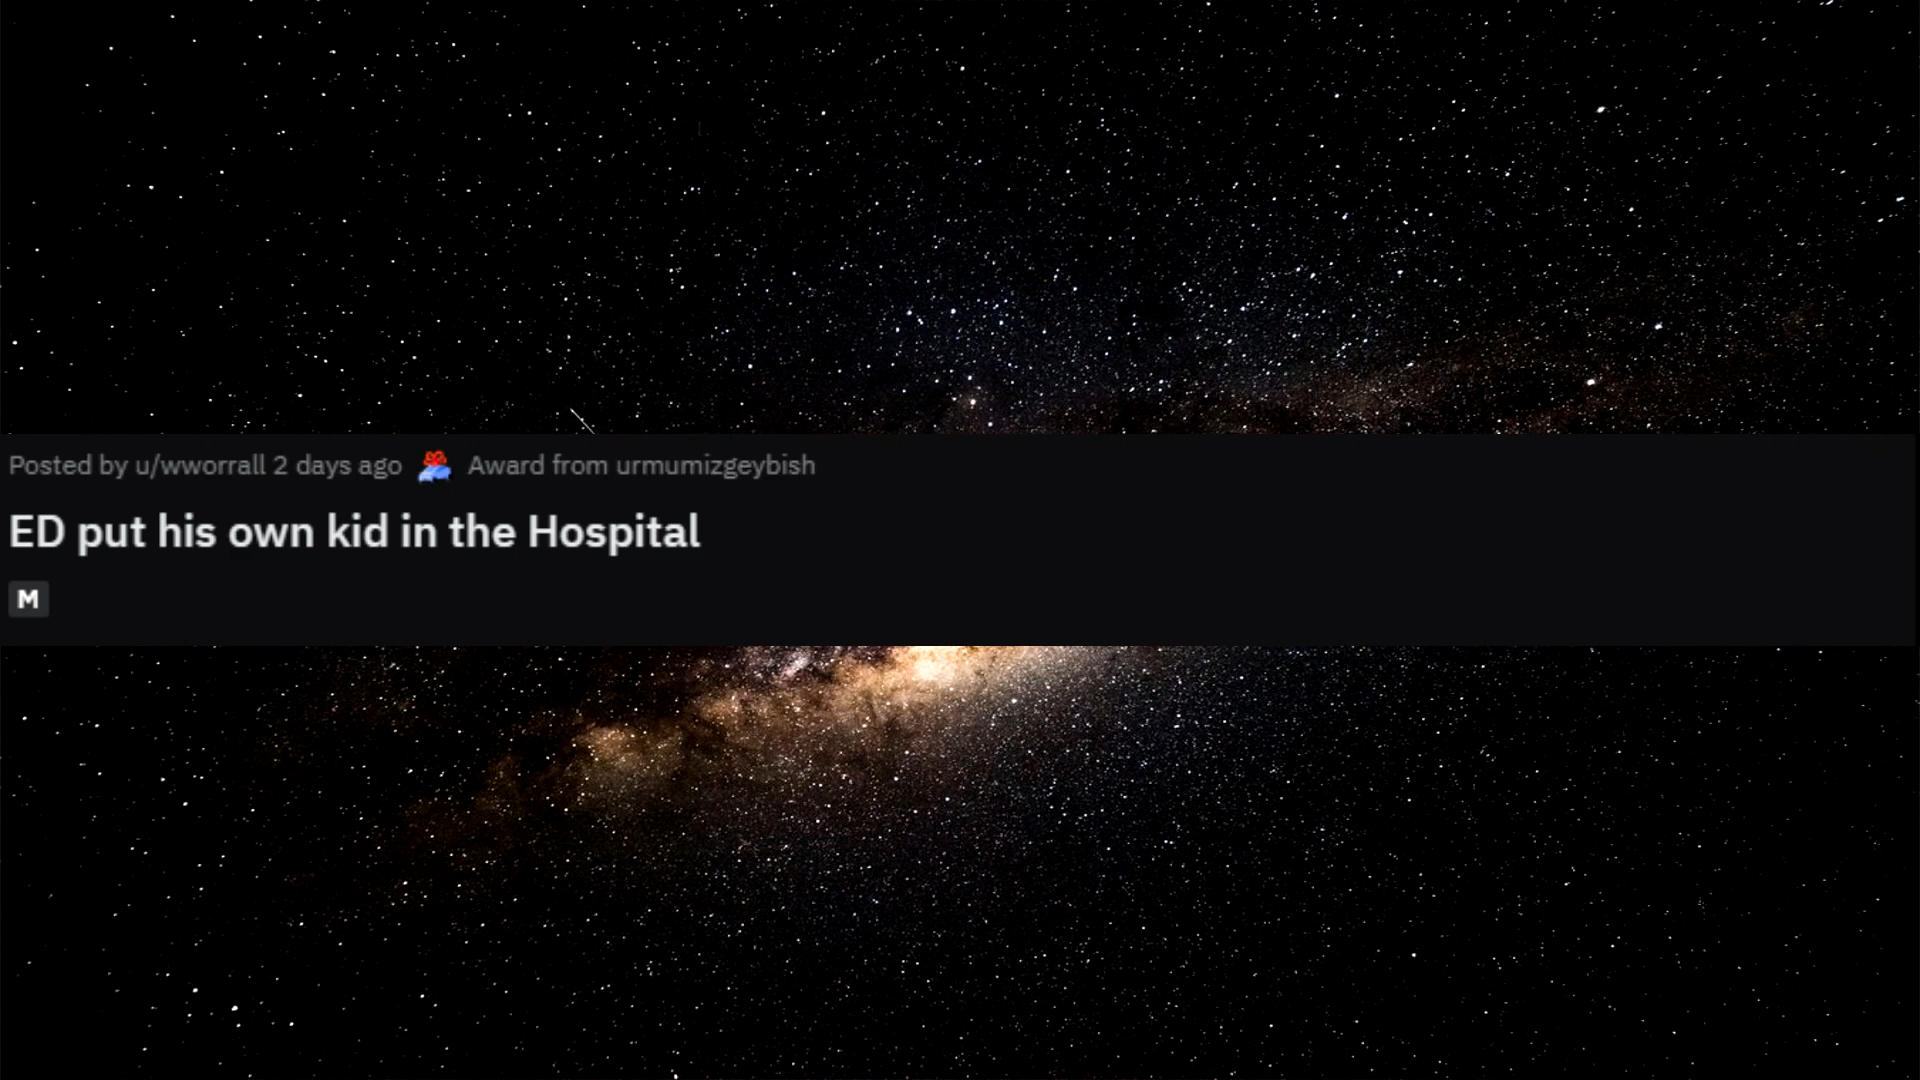 Posted by u/wworrall 2 days ago Award from urmumizgeybish
ED put his own kid in the Hospital
M